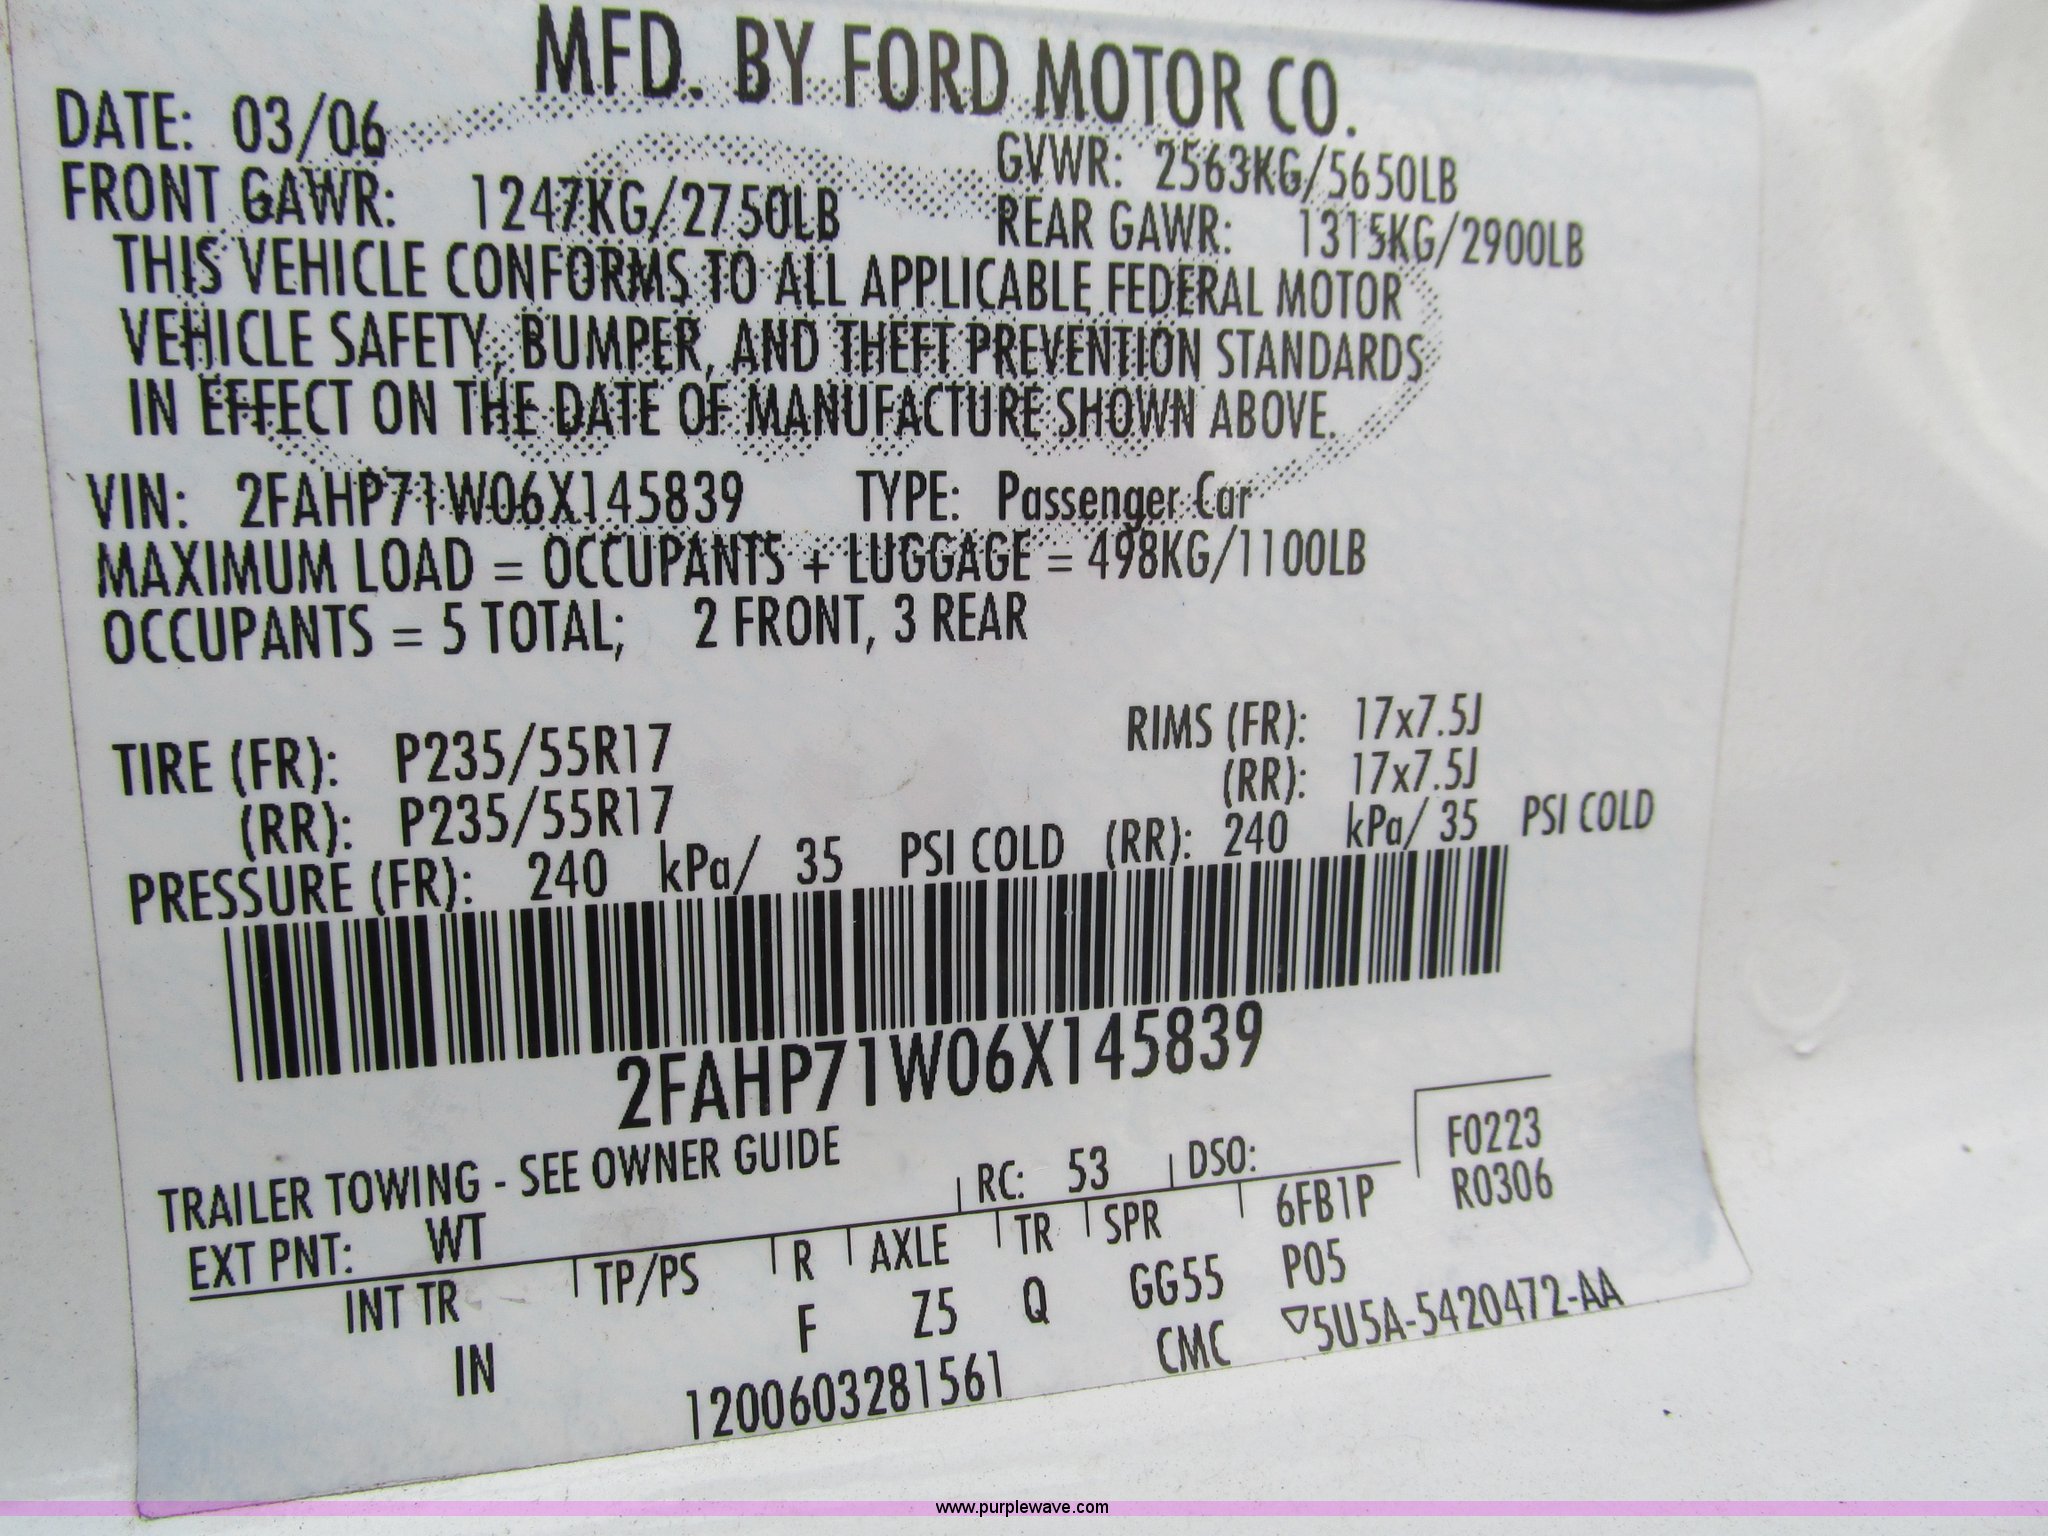 MFD. BY FORD MOTOR CO.
DATE: 03/06 GVWR: 2563KG/5650LB
FRONT GAWR: 1247KG/2750LB REAR GAWR: 1315KG/2900LB
THIS VEHICLE CONFORMS TO ALL APPLICABLE FEDERAL MOTOR
VEHICLE SAFETY, BUMPER, AND THEFT PREVENTION STANDARDS
IN EFFECT ON THE DATE OF MANUFACTURE SHOWN ABOVE.
VIN: 2FAHP71W06X145839 TYPE: Passenger Car
MAXIMUM LOAD = OCCUPANTS + LUGGAGE = 498KG/1100LB
OCCUPANTS = 5 TOTAL; 2 FRONT, 3 REAR
TIRE (FR): P235/55R17 RIMS (FR): 17x7.5J
(RR): P235/55R17 (RR): 17x7.5J
PRESSURE (FR): 240 kPa/ 35 PSI COLD (RR): 240 kPa/ 35 PSI COLD
2FAHP71W06X145839
TRAILER TOWING - SEE OWNER GUIDE
F0223
EXT PNT: WT RC: 53 DSO: R0306
INT TR TP/PS R AXLE TR SPR 6FB1P
IN F Z5 Q GG55 P05
1200603281561 CMC ▽5U5A-5420472-AA
www.purplewave.com